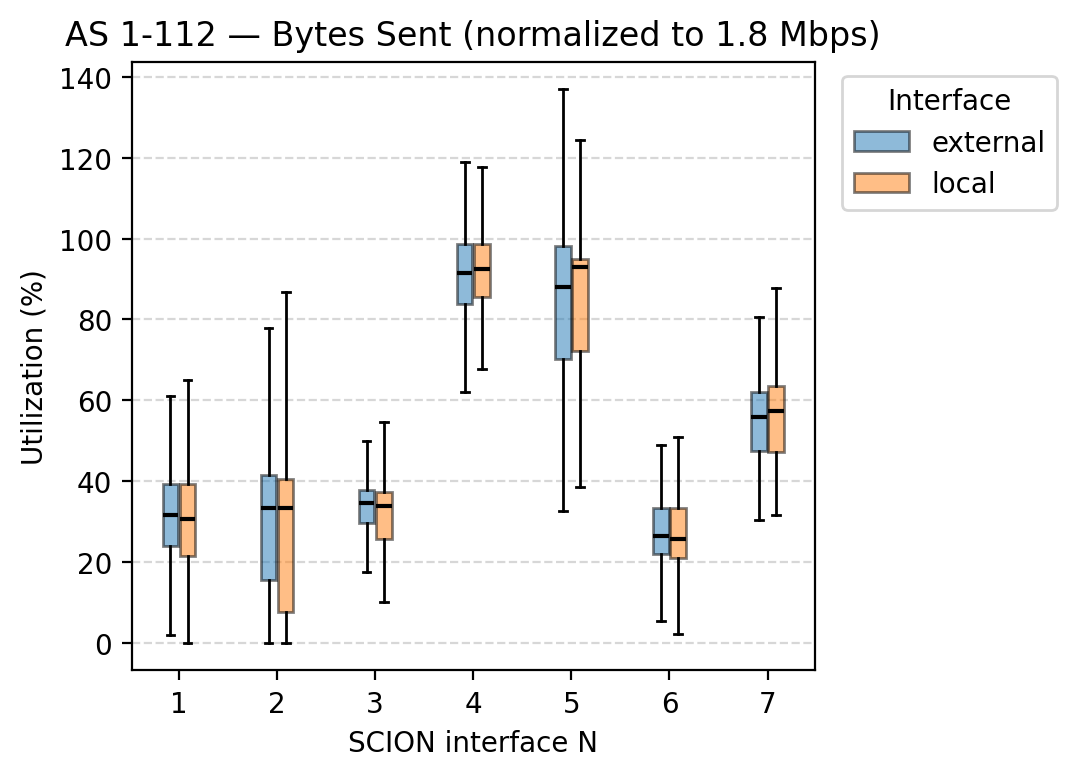 AS 1-112 — Bytes Sent (normalized to 1.8 Mbps)
Utilization (%)
140
120
100
80
60
40
20
0
1 2 3 4 5 6 7
SCION interface N
Interface
external
local